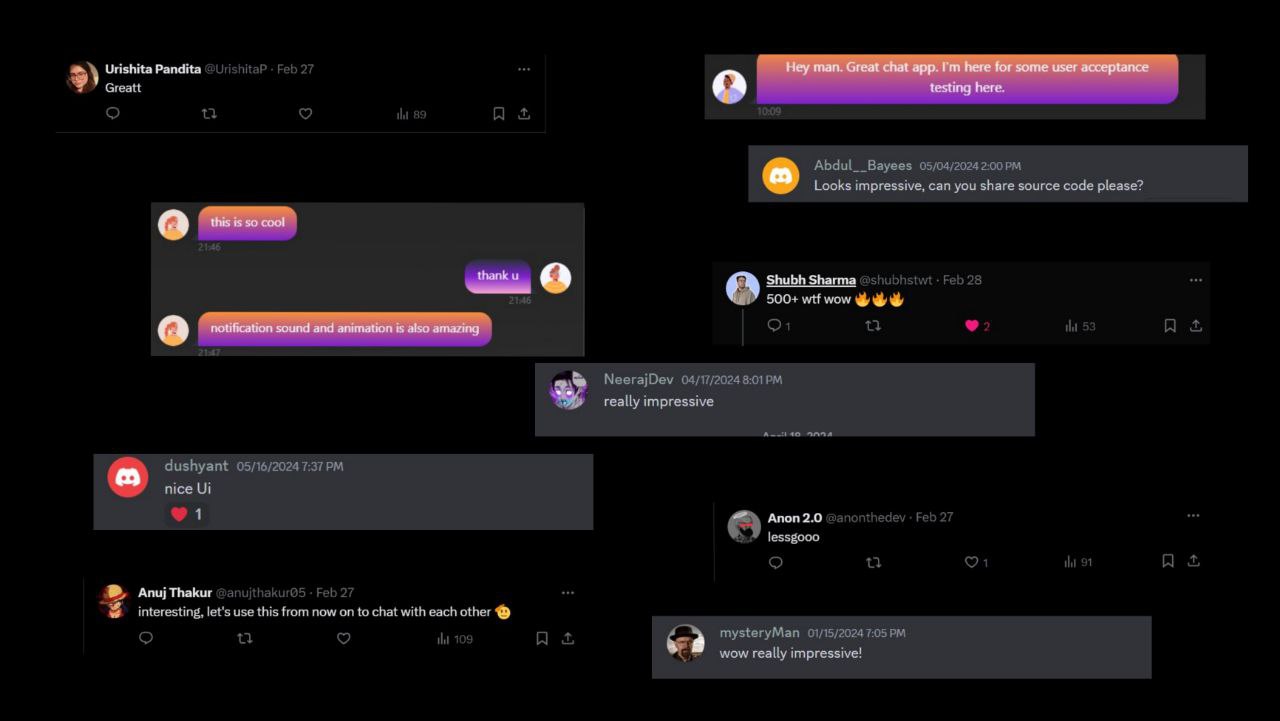 Urishita Pandita @UrishitaP · Feb 27
Greatt
89
Hey man. Great chat app. I'm here for some user acceptance
testing here.
10:09
Abdul__Bayees 05/04/2024 2:00 PM
Looks impressive, can you share source code please?
this is so cool
21:46
thank u
21:46
notification sound and animation is also amazing
21:47
Shubh Sharma @shubhstwt · Feb 28
500+ wtf wow 🔥🔥🔥
1 2 53
NeerajDev 04/17/2024 8:01 PM
really impressive
April 18, 2024
dushyant 05/16/2024 7:37 PM
nice Ui
1
Anon 2.0 @anonthedev · Feb 27
lessgooo
1 91
Anuj Thakur @anujthakur05 · Feb 27
interesting, let's use this from now on to chat with each other 🫡
109
mysteryMan 01/15/2024 7:05 PM
wow really impressive!